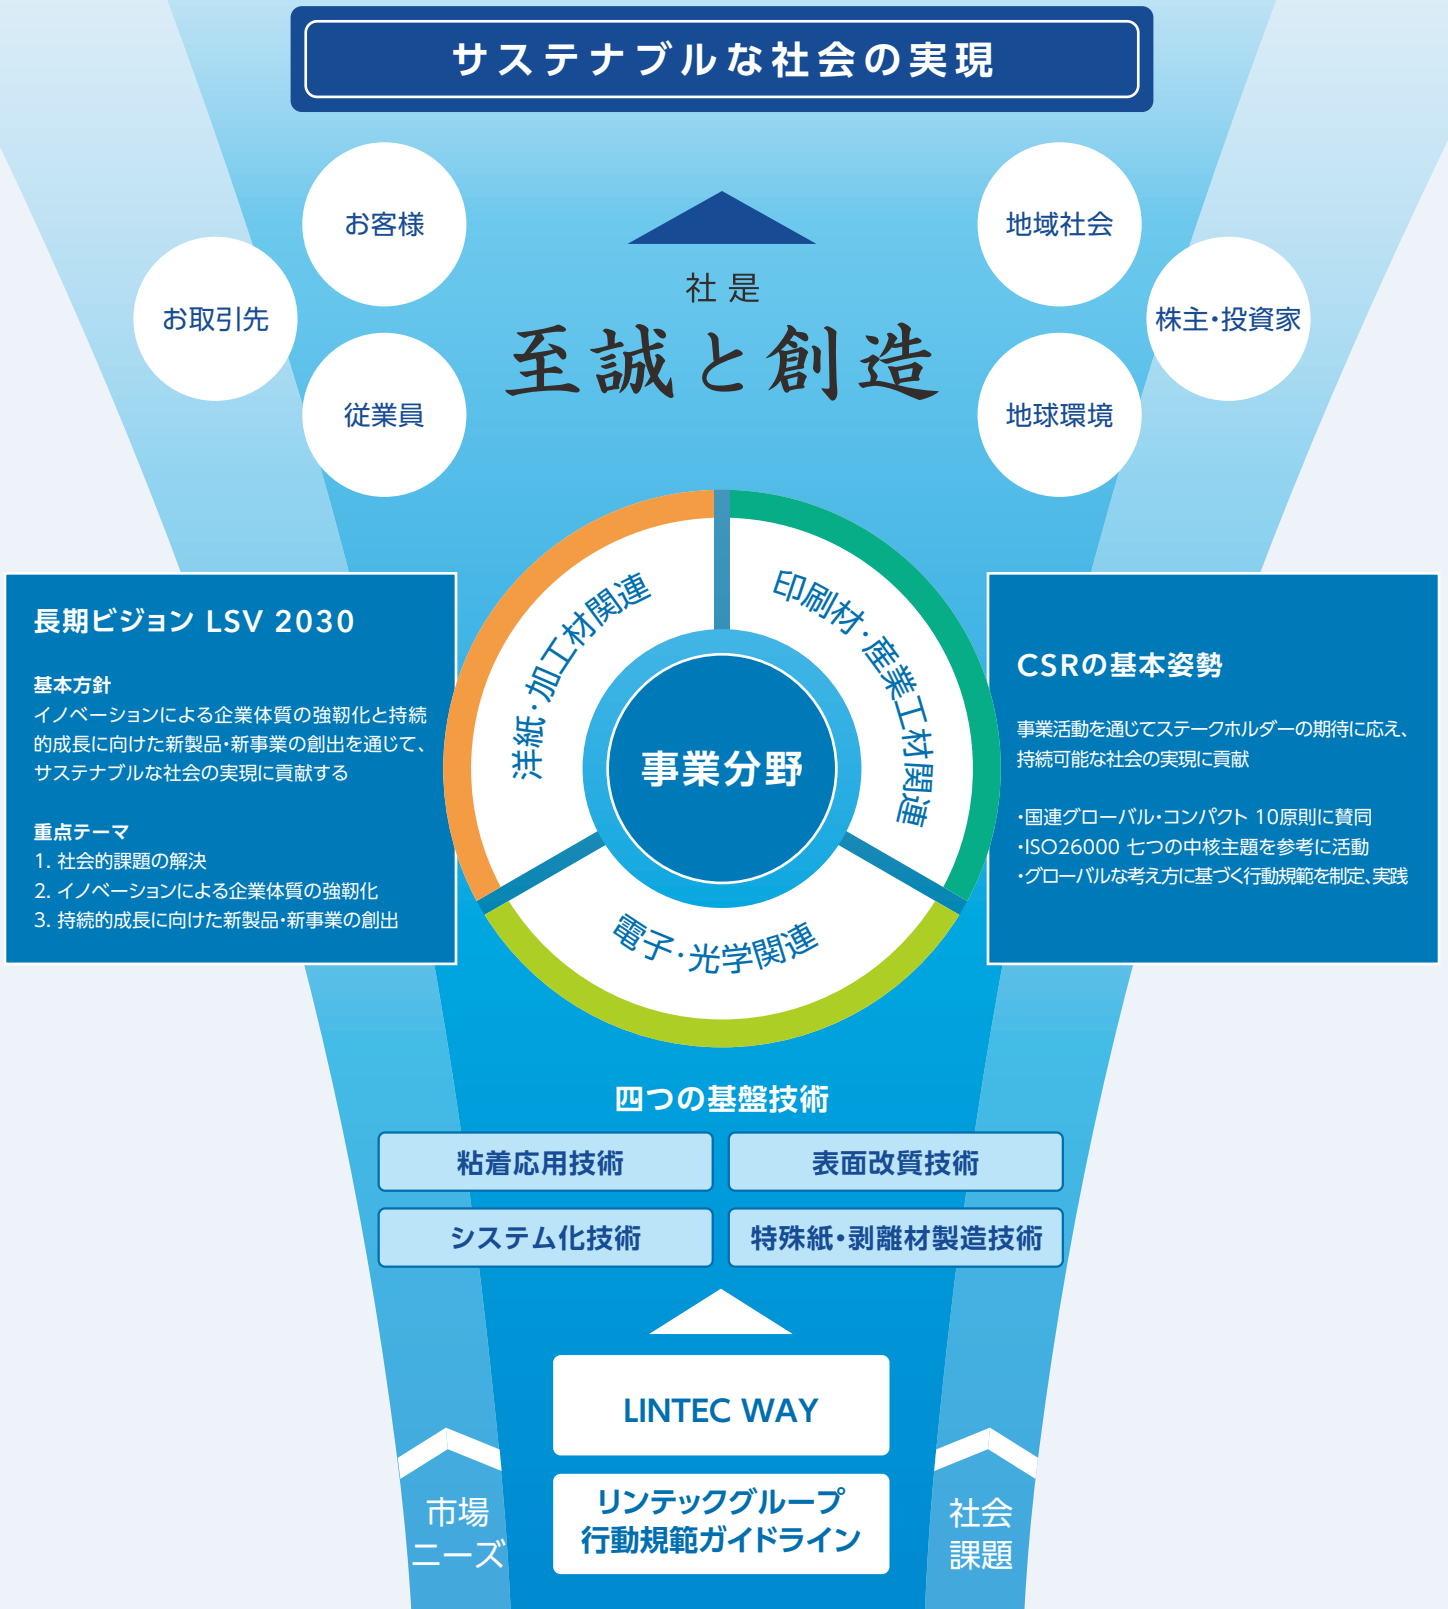 サステナブルな社会の実現
お客様
お取引先
従業員
地域社会
株主・投資家
地球環境
社是
至誠と創造
長期ビジョン LSV 2030
基本方針
イノベーションによる企業体質の強靭化と持続
的成長に向けた新製品・新事業の創出を通じて、
サステナブルな社会の実現に貢献する
重点テーマ
1. 社会的課題の解決
2. イノベーションによる企業体質の強靭化
3. 持続的成長に向けた新製品・新事業の創出
洋紙・加工材関連
印刷材・産業工材関連
事業分野
電子・光学関連
CSRの基本姿勢
事業活動を通じてステークホルダーの期待に応え、
持続可能な社会の実現に貢献
・国連グローバル・コンパクト 10原則に賛同
・ISO26000 七つの中核主題を参考に活動
・グローバルな考え方に基づく行動規範を制定、実践
四つの基盤技術
粘着応用技術
表面改質技術
システム化技術
特殊紙・剥離材製造技術
LINTEC WAY
リンテックグループ
行動規範ガイドライン
市場
ニーズ
社会
課題